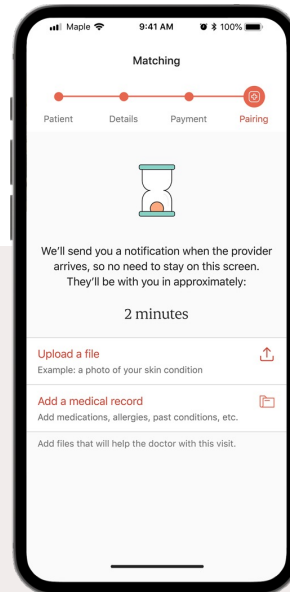 Maple 9:41 AM 100%
Matching
Patient Details Payment Pairing
We’ll send you a notification when the provider
arrives, so no need to stay on this screen.
They’ll be with you in approximately:
2 minutes
Upload a file
Example: a photo of your skin condition
Add a medical record
Add medications, allergies, past conditions, etc.
Add files that will help the doctor with this visit.